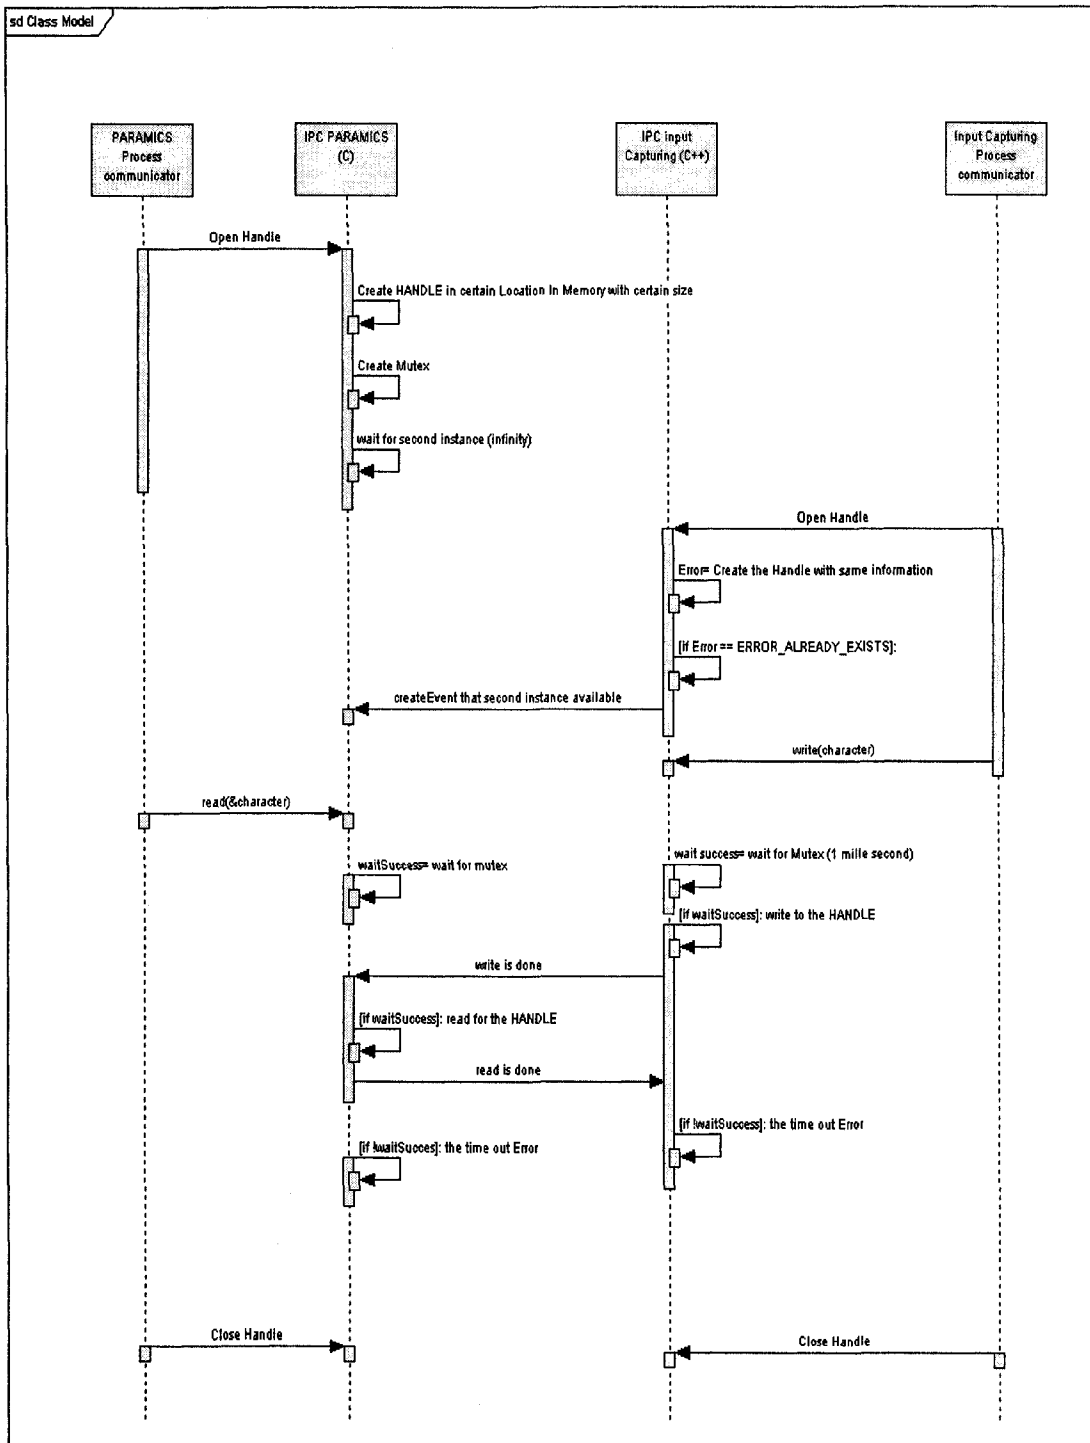 sd Class Model
PARAMICS
Process
communicator
IPC PARAMICS
(C)
IPC input
Capturing (C++)
Input Capturing
Process
communicator
Open Handle
Create HANDLE in certain Location In Memory with certain size
Create Mutex
wait for second instance (infinity)
Open Handle
Error= Create the Handle with same information
[if Error == ERROR_ALREADY_EXISTS]:
createEvent that second instance available
write(character)
read(&character)
waitSuccess= wait for mutex
wait success= wait for Mutex (1 mille second)
[if waitSuccess]: write to the HANDLE
write is done
[if waitSuccess]: read for the HANDLE
read is done
[if !waitSuccess]: the time out Error
[if !waitSucces]: the time out Error
Close Handle
Close Handle